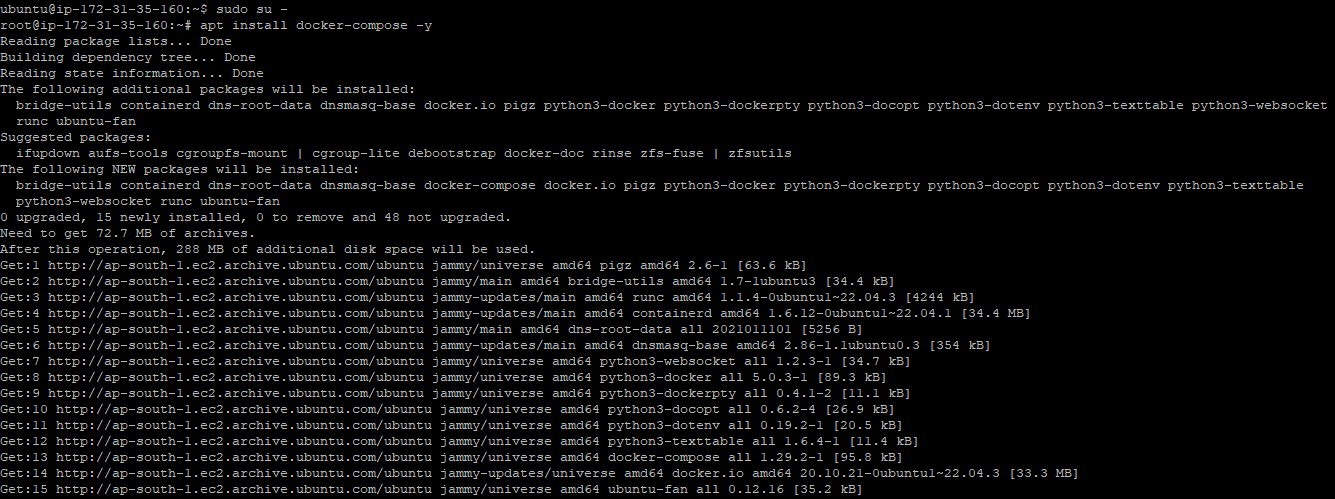 ubuntu@ip-172-31-35-160:~$ sudo su -
root@ip-172-31-35-160:~# apt install docker-compose -y
Reading package lists... Done
Building dependency tree... Done
Reading state information... Done
The following additional packages will be installed:
  bridge-utils containerd dns-root-data dnsmasq-base docker.io pigz python3-docker python3-dockerpty python3-docopt python3-dotenv python3-texttable python3-websocket
  runc ubuntu-fan
Suggested packages:
  ifupdown aufs-tools cgroupfs-mount | cgroup-lite debootstrap docker-doc rinse zfs-fuse | zfsutils
The following NEW packages will be installed:
  bridge-utils containerd dns-root-data dnsmasq-base docker-compose docker.io pigz python3-docker python3-dockerpty python3-docopt python3-dotenv python3-texttable
  python3-websocket runc ubuntu-fan
0 upgraded, 15 newly installed, 0 to remove and 48 not upgraded.
Need to get 72.7 MB of archives.
After this operation, 288 MB of additional disk space will be used.
Get:1 http://ap-south-1.ec2.archive.ubuntu.com/ubuntu jammy/universe amd64 pigz amd64 2.6-1 [63.6 kB]
Get:2 http://ap-south-1.ec2.archive.ubuntu.com/ubuntu jammy/main amd64 bridge-utils amd64 1.7-1ubuntu3 [34.4 kB]
Get:3 http://ap-south-1.ec2.archive.ubuntu.com/ubuntu jammy-updates/main amd64 runc amd64 1.1.4-0ubuntu1~22.04.3 [4244 kB]
Get:4 http://ap-south-1.ec2.archive.ubuntu.com/ubuntu jammy-updates/main amd64 containerd amd64 1.6.12-0ubuntu1~22.04.1 [34.4 MB]
Get:5 http://ap-south-1.ec2.archive.ubuntu.com/ubuntu jammy/main amd64 dns-root-data all 2021011101 [5256 B]
Get:6 http://ap-south-1.ec2.archive.ubuntu.com/ubuntu jammy-updates/main amd64 dnsmasq-base amd64 2.86-1.1ubuntu0.3 [354 kB]
Get:7 http://ap-south-1.ec2.archive.ubuntu.com/ubuntu jammy/universe amd64 python3-websocket all 1.2.3-1 [34.7 kB]
Get:8 http://ap-south-1.ec2.archive.ubuntu.com/ubuntu jammy/universe amd64 python3-docker all 5.0.3-1 [89.3 kB]
Get:9 http://ap-south-1.ec2.archive.ubuntu.com/ubuntu jammy/universe amd64 python3-dockerpty all 0.4.1-2 [11.1 kB]
Get:10 http://ap-south-1.ec2.archive.ubuntu.com/ubuntu jammy/universe amd64 python3-docopt all 0.6.2-4 [26.9 kB]
Get:11 http://ap-south-1.ec2.archive.ubuntu.com/ubuntu jammy/universe amd64 python3-dotenv all 0.19.2-1 [20.5 kB]
Get:12 http://ap-south-1.ec2.archive.ubuntu.com/ubuntu jammy/universe amd64 python3-texttable all 1.6.4-1 [11.4 kB]
Get:13 http://ap-south-1.ec2.archive.ubuntu.com/ubuntu jammy/universe amd64 docker-compose all 1.29.2-1 [95.8 kB]
Get:14 http://ap-south-1.ec2.archive.ubuntu.com/ubuntu jammy-updates/universe amd64 docker.io amd64 20.10.21-0ubuntu1~22.04.3 [33.3 MB]
Get:15 http://ap-south-1.ec2.archive.ubuntu.com/ubuntu jammy/universe amd64 ubuntu-fan all 0.12.16 [35.2 kB]